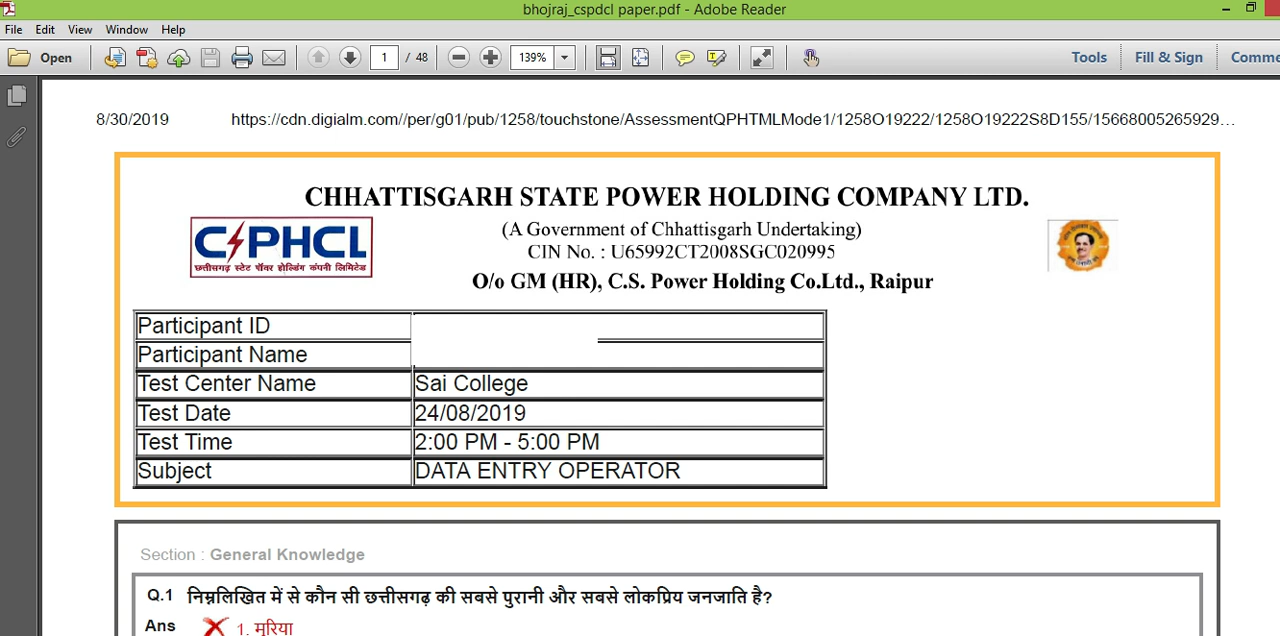 bhojraj_cspdcl paper.pdf - Adobe Reader
File Edit View Window Help
Open 1 / 48 139% Tools Fill & Sign Comme
8/30/2019 https://cdn.digialm.com//per/g01/pub/1258/touchstone/AssessmentQPHTMLMode1/1258O19222/1258O19222S8D155/15668005265929...
CHHATTISGARH STATE POWER HOLDING COMPANY LTD.
CSPHCL
छत्तीसगढ़ स्टेट पॉवर होल्डिंग कंपनी लिमिटेड
(A Government of Chhattisgarh Undertaking)
CIN No. : U65992CT2008SGC020995
O/o GM (HR), C.S. Power Holding Co.Ltd., Raipur
Participant ID
Participant Name
Test Center Name Sai College
Test Date 24/08/2019
Test Time 2:00 PM - 5:00 PM
Subject DATA ENTRY OPERATOR
Section : General Knowledge
Q.1 निम्नलिखित में से कौन सी छत्तीसगढ़ की सबसे पुरानी और सबसे लोकप्रिय जनजाति है?
Ans 1. मुरिया